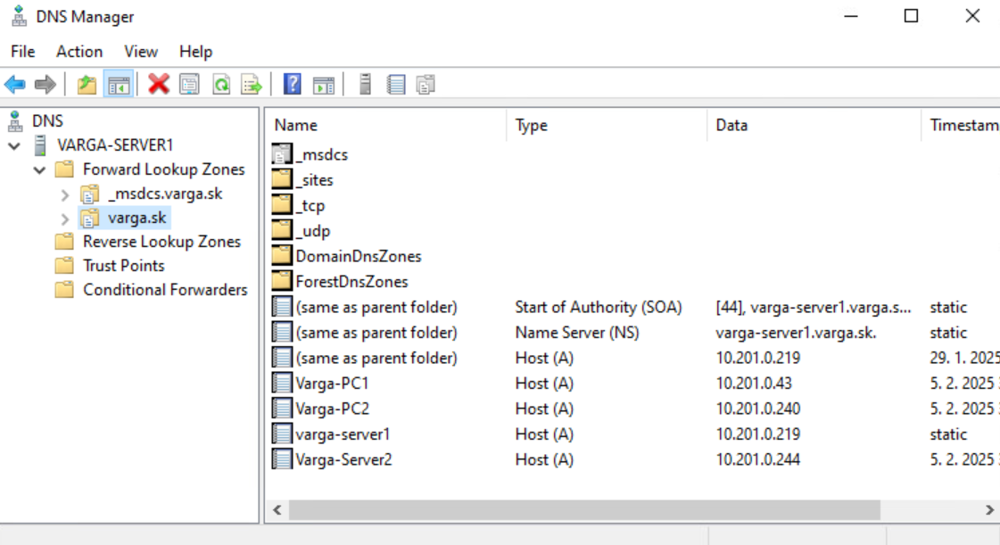 DNS Manager
File Action View Help
DNS
VARGA-SERVER1
Forward Lookup Zones
_msdcs.varga.sk
varga.sk
Reverse Lookup Zones
Trust Points
Conditional Forwarders
Name Type Data Timestam
_msdcs
_sites
_tcp
_udp
DomainDnsZones
ForestDnsZones
(same as parent folder) Start of Authority (SOA) [44], varga-server1.varga.s... static
(same as parent folder) Name Server (NS) varga-server1.varga.sk. static
(same as parent folder) Host (A) 10.201.0.219 29. 1. 2025
Varga-PC1 Host (A) 10.201.0.43 5. 2. 2025
Varga-PC2 Host (A) 10.201.0.240 5. 2. 2025
varga-server1 Host (A) 10.201.0.219 static
Varga-Server2 Host (A) 10.201.0.244 5. 2. 2025